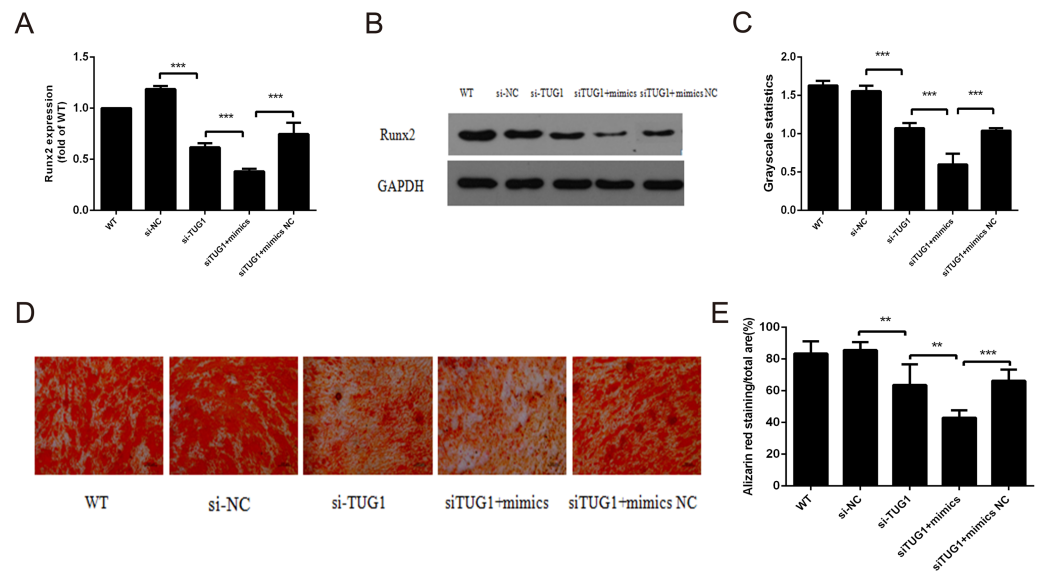 A
Runx2 expression
(fold of WT)
1.5
1.0
0.5
0.0
***
***
***
WT
si-NC
si-TUG1
siTUG1+mimics
siTUG1+mimics NC
B
WT si-NC si-TUG1 siTUG1+mimics siTUG1+mimics NC
Runx2
GAPDH
C
Grayscale statistics
2.0
1.5
1.0
0.5
0.0
***
***
***
WT
si-NC
si-TUG1
siTUG1+mimics
siTUG1+mimics NC
D
WT si-NC si-TUG1 siTUG1+mimics siTUG1+mimics NC
E
Alizarin red staining/total are(%)
100
80
60
40
20
0
**
**
***
WT
si-NC
si-TUG1
siTUG1+mimics
siTUG1+mimics NC